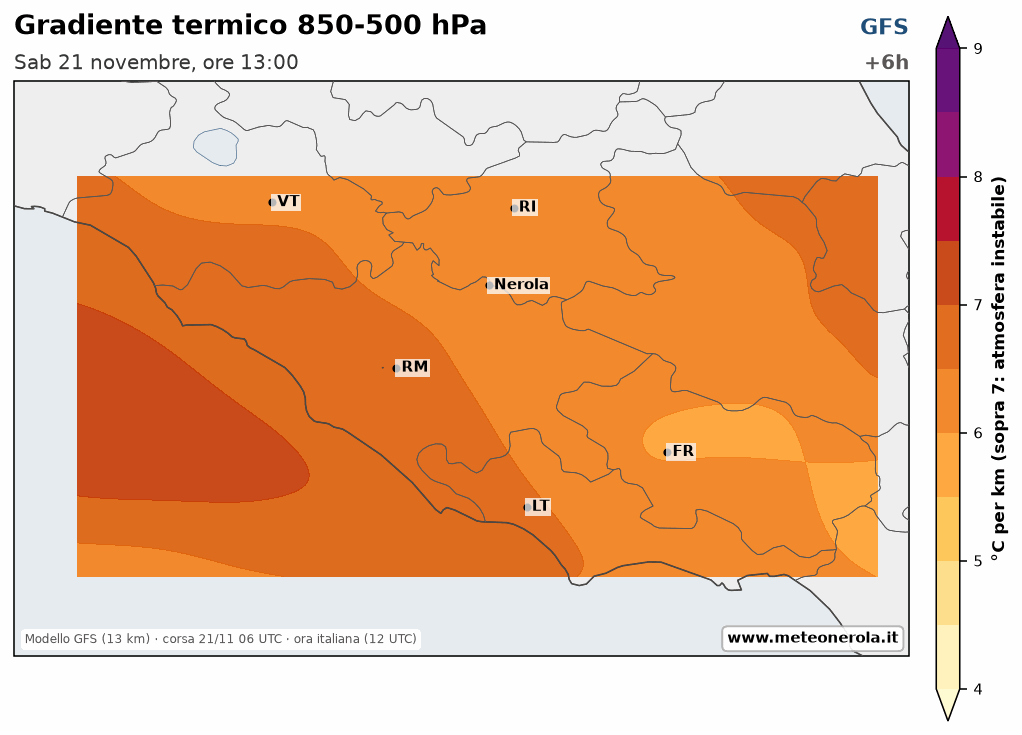 Gradiente termico 850-500 hPa
GFS
Sab 21 novembre, ore 13:00
+6h
9
8
7
6
5
4
°C per km (sopra 7: atmosfera instabile)
VT
RI
Nerola
RM
FR
LT
Modello GFS (13 km) · corsa 21/11 06 UTC · ora italiana (12 UTC)
www.meteonerola.it